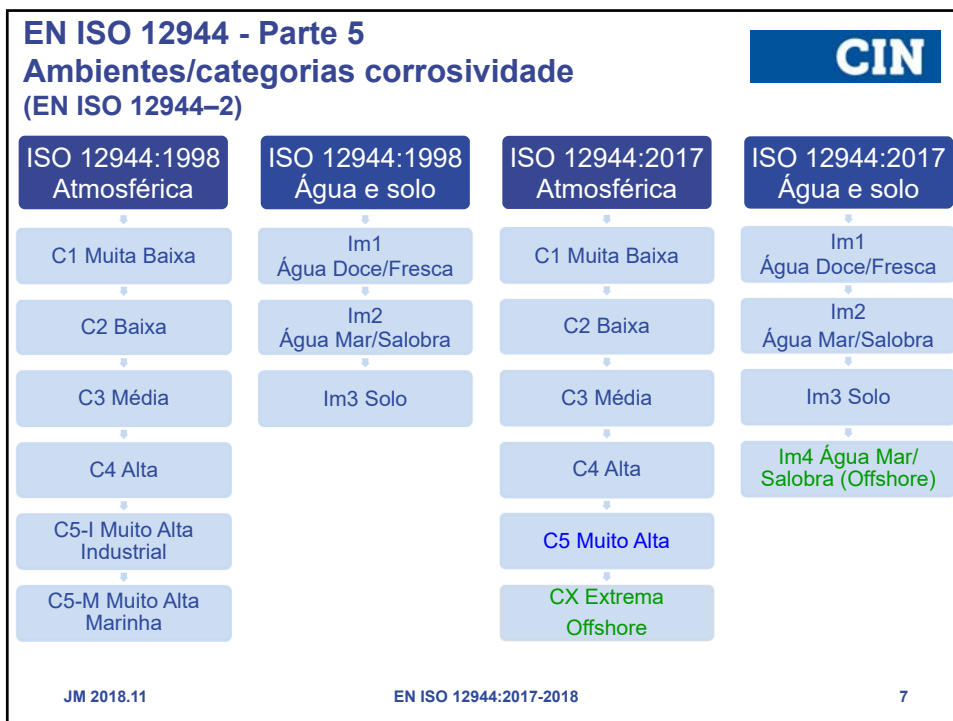 EN ISO 12944 - Parte 5
Ambientes/categorias corrosividade
(EN ISO 12944–2)
CIN
ISO 12944:1998
Atmosférica
C1 Muita Baixa
C2 Baixa
C3 Média
C4 Alta
C5-I Muito Alta
Industrial
C5-M Muito Alta
Marinha
ISO 12944:1998
Água e solo
Im1
Água Doce/Fresca
Im2
Água Mar/Salobra
Im3 Solo
ISO 12944:2017
Atmosférica
C1 Muita Baixa
C2 Baixa
C3 Média
C4 Alta
C5 Muito Alta
CX Extrema
Offshore
ISO 12944:2017
Água e solo
Im1
Água Doce/Fresca
Im2
Água Mar/Salobra
Im3 Solo
Im4 Água Mar/
Salobra (Offshore)
JM 2018.11
EN ISO 12944:2017-2018
7